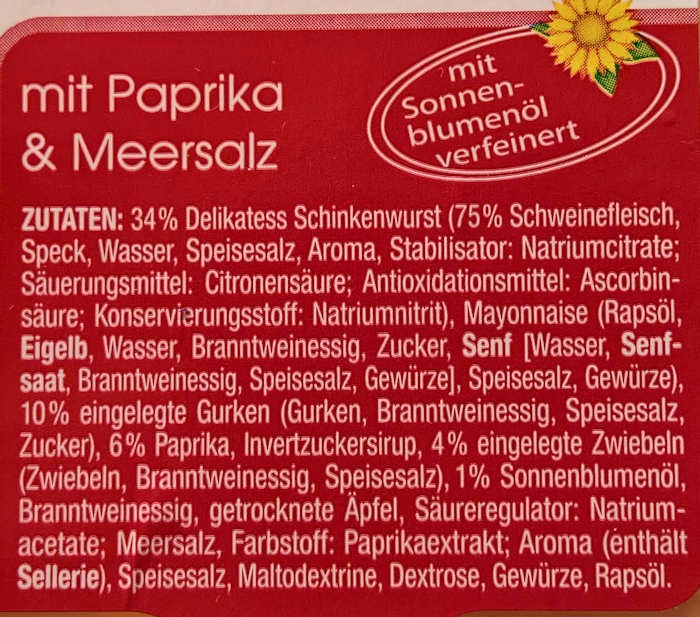 mit Paprika
& Meersalz
mit
Sonnen-
blumenöl
verfeinert
ZUTATEN: 34% Delikatess Schinkenwurst (75% Schweinefleisch,
Speck, Wasser, Speisesalz, Aroma, Stabilisator: Natriumcitrate;
Säuerungsmittel: Citronensäure; Antioxidationsmittel: Ascorbin-
säure; Konservierungsstoff: Natriumnitrit), Mayonnaise (Rapsöl,
Eigelb, Wasser, Branntweinessig, Zucker, Senf [Wasser, Senf-
saat, Branntweinessig, Speisesalz, Gewürze], Speisesalz, Gewürze),
10% eingelegte Gurken (Gurken, Branntweinessig, Speisesalz,
Zucker), 6% Paprika, Invertzuckersirup, 4% eingelegte Zwiebeln
(Zwiebeln, Branntweinessig, Speisesalz), 1% Sonnenblumenöl,
Branntweinessig, getrocknete Äpfel, Säureregulator: Natrium-
acetate; Meersalz, Farbstoff: Paprikaextrakt; Aroma (enthält
Sellerie), Speisesalz, Maltodextrine, Dextrose, Gewürze, Rapsöl.